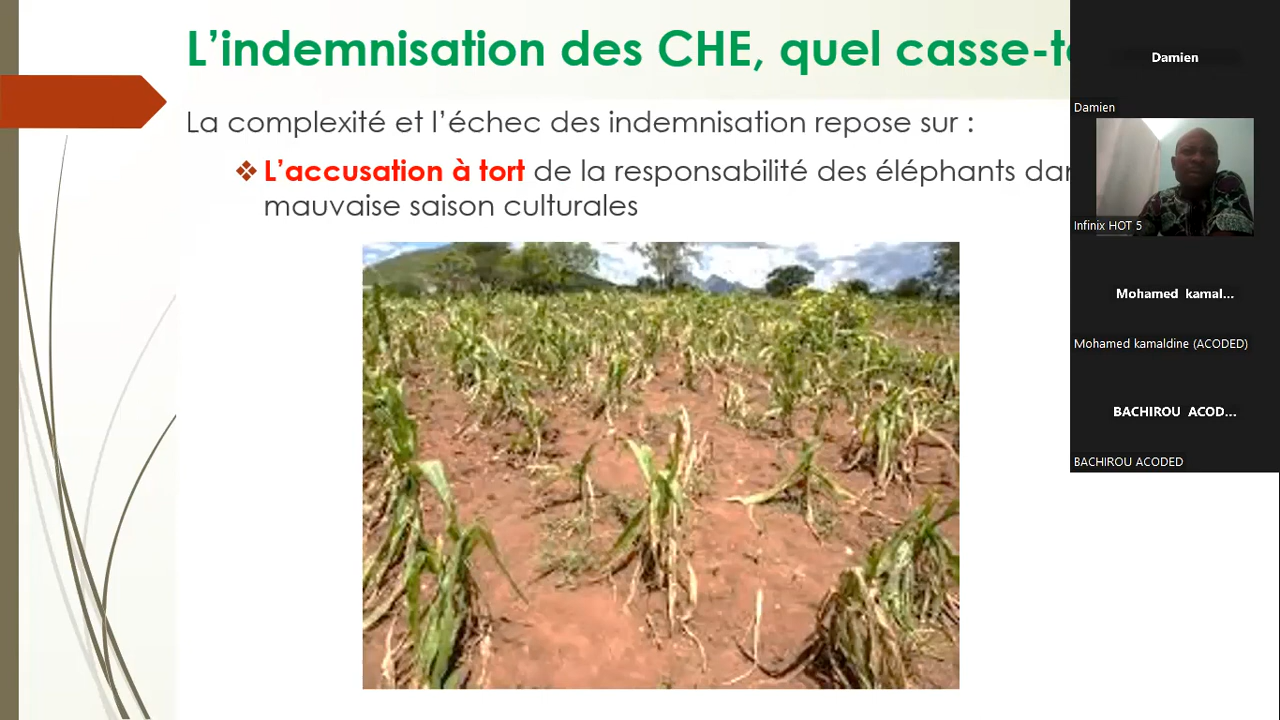 L’indemnisation des CHE, quel casse-t
La complexité et l’échec des indemnisation repose sur :
L’accusation à tort de la responsabilité des éléphants
mauvaise saison culturales
Damien
Damien
Infinix HOT 5
Mohamed kamal...
Mohamed kamaldine (ACODED)
BACHIROU ACOD...
BACHIROU ACODED